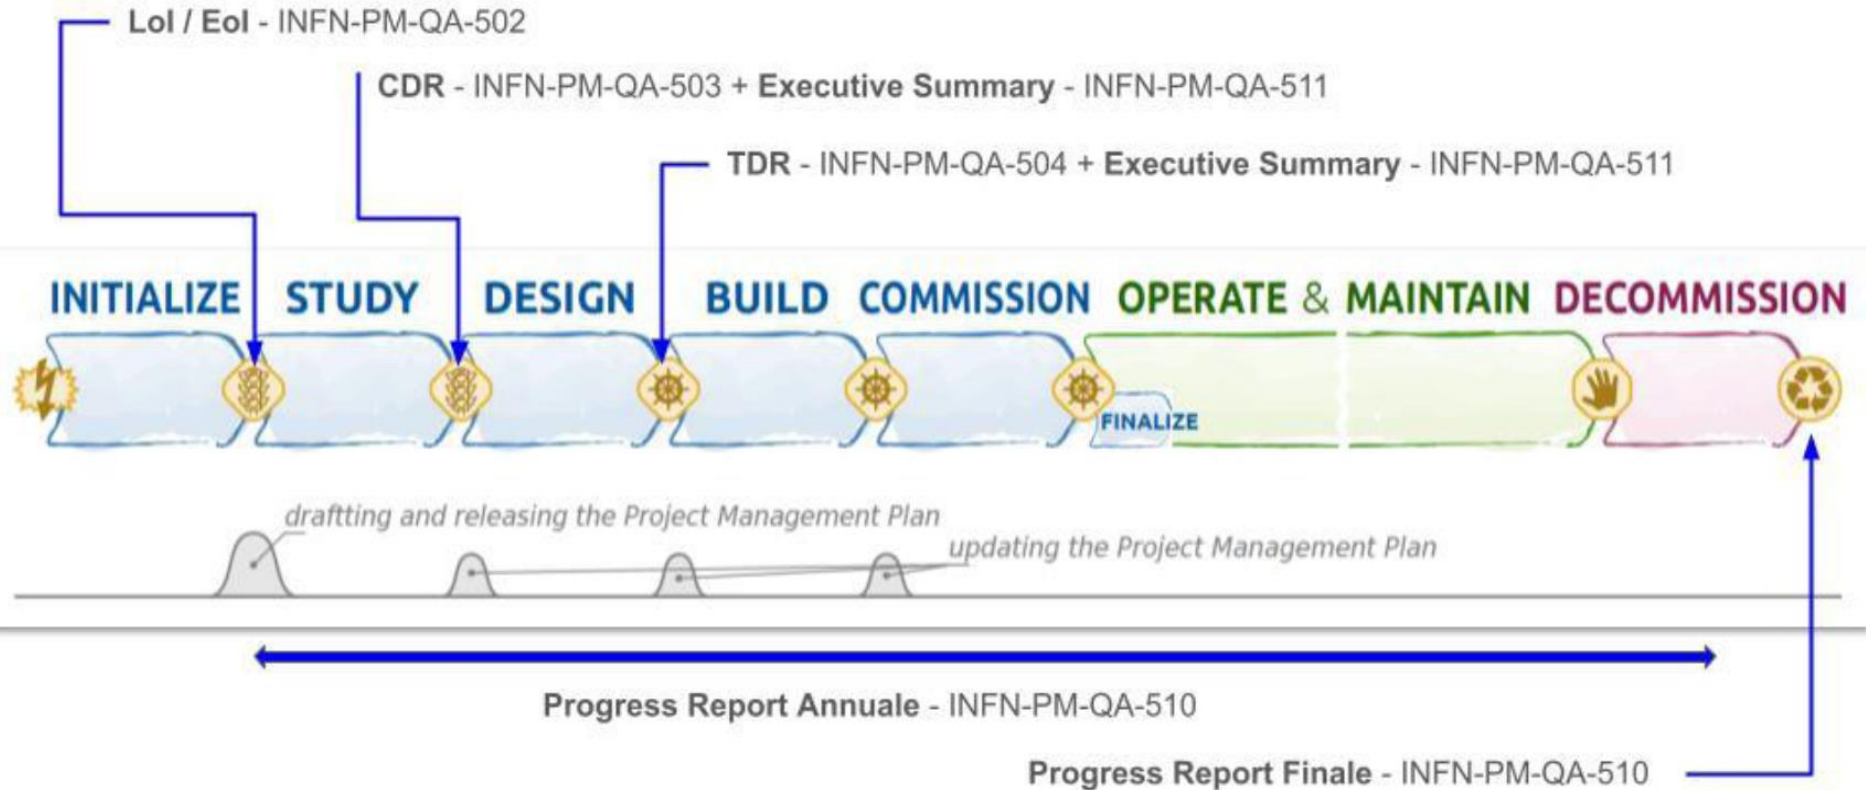 LoI / EoI - INFN-PM-QA-502
CDR - INFN-PM-QA-503 + Executive Summary - INFN-PM-QA-511
TDR - INFN-PM-QA-504 + Executive Summary - INFN-PM-QA-511
INITIALIZE STUDY DESIGN BUILD COMMISSION OPERATE & MAINTAIN DECOMMISSION
FINALIZE
draftting and releasing the Project Management Plan
updating the Project Management Plan
Progress Report Annuale - INFN-PM-QA-510
Progress Report Finale - INFN-PM-QA-510